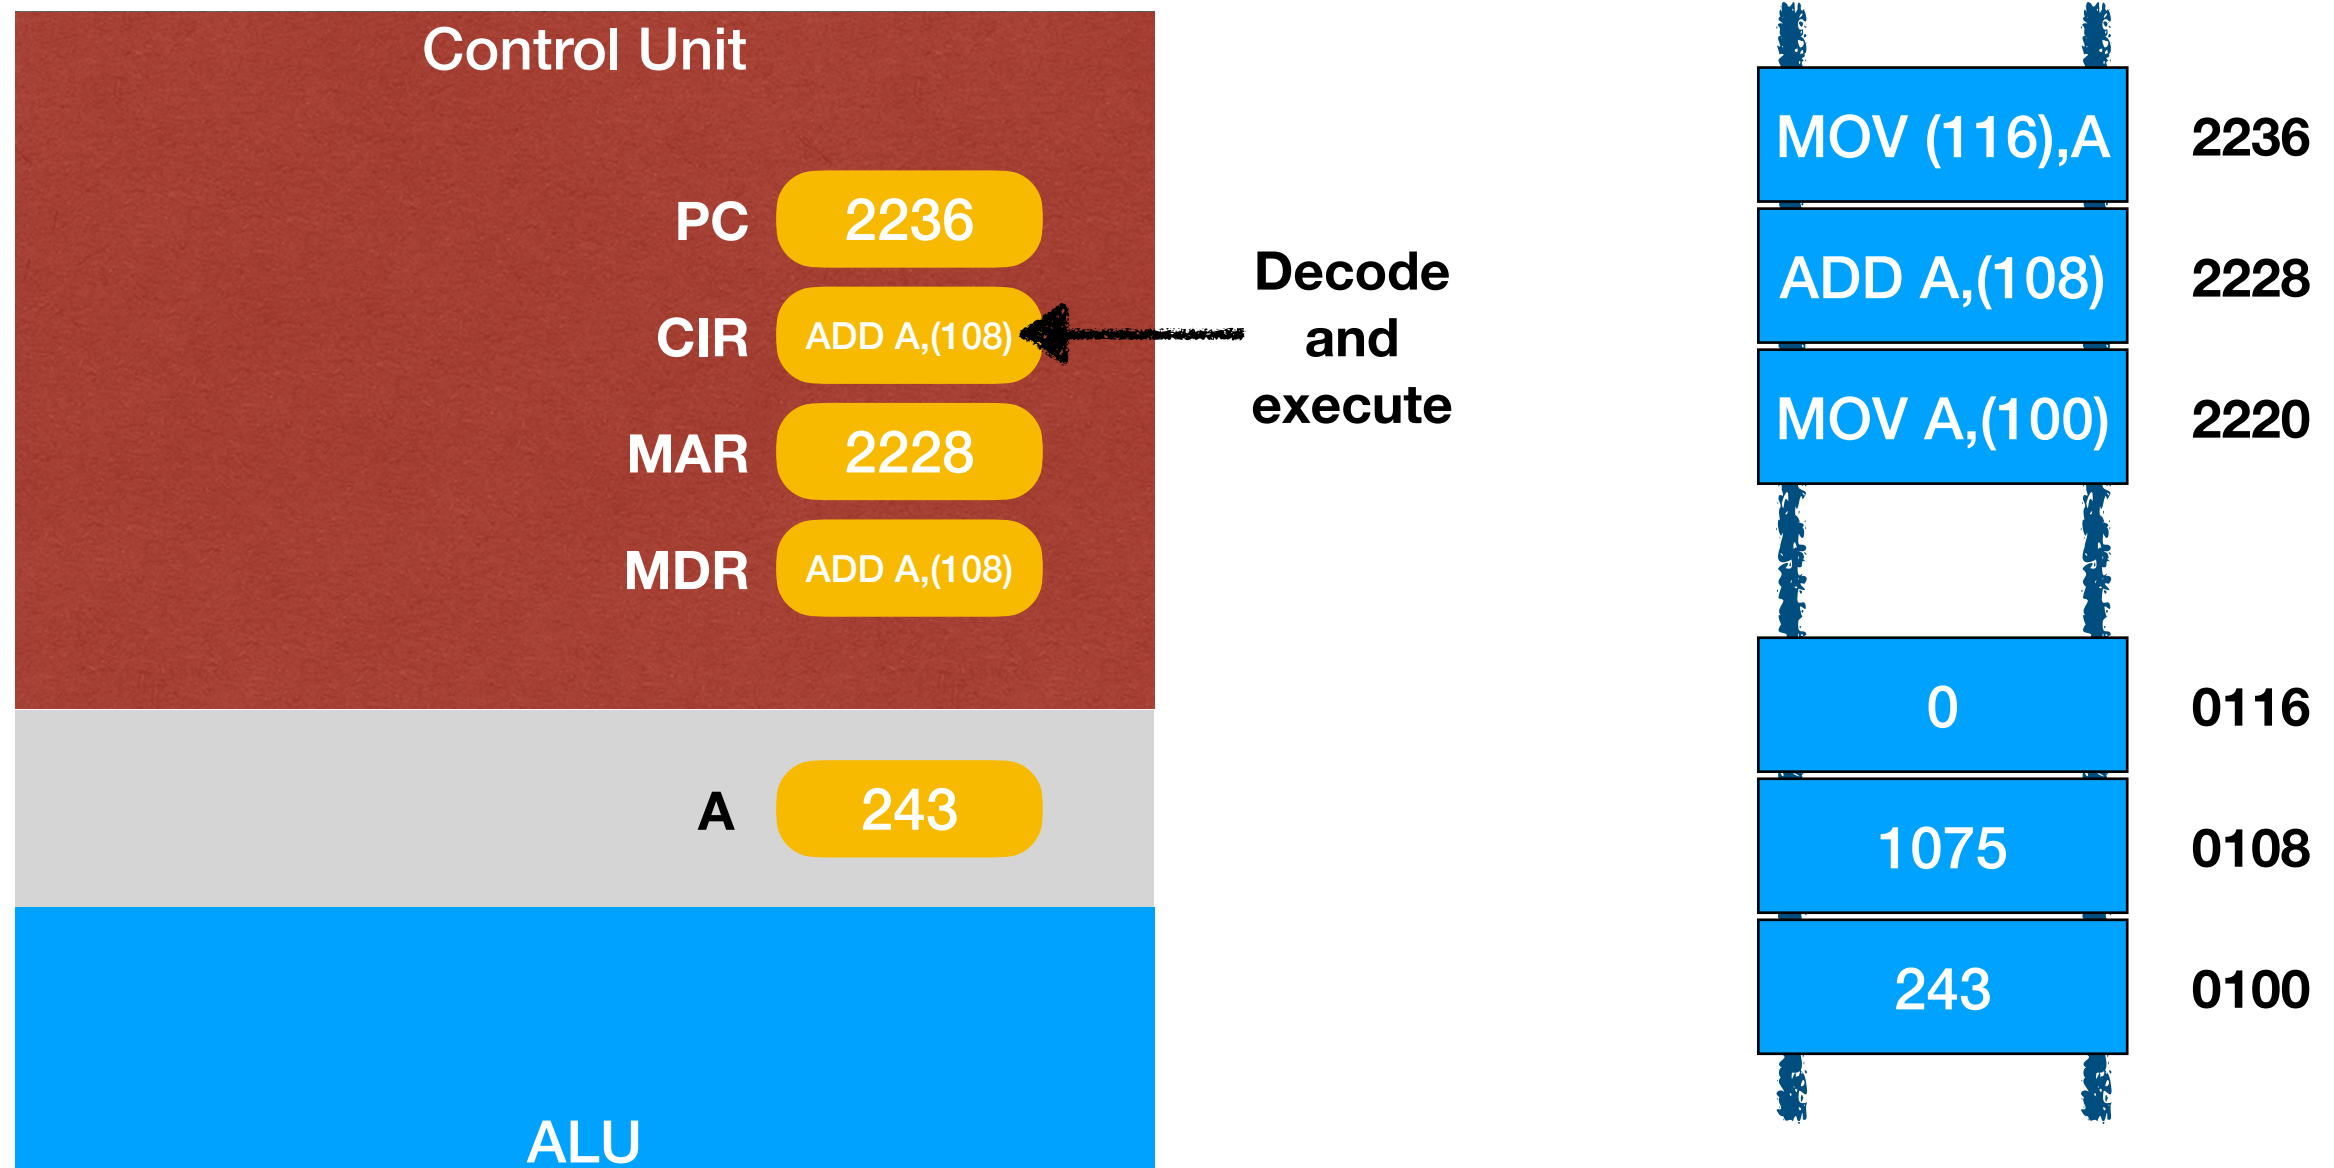 Control Unit
PC 2236
CIR ADD A,(108)
MAR 2228
MDR ADD A,(108)
A 243
ALU
Decode
and
execute
MOV (116),A 2236
ADD A,(108) 2228
MOV A,(100) 2220
0 0116
1075 0108
243 0100